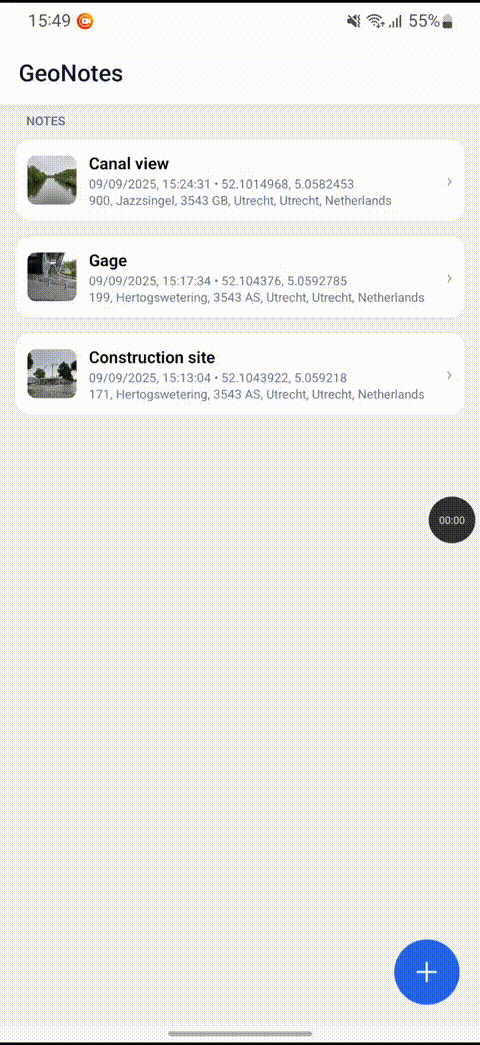 15:49 55%
GeoNotes
NOTES
Canal view
09/09/2025, 15:24:31 • 52.1014968, 5.0582453
900, Jazzsingel, 3543 GB, Utrecht, Utrecht, Netherlands
Gage
09/09/2025, 15:17:34 • 52.104376, 5.0592785
199, Hertogswetering, 3543 AS, Utrecht, Utrecht, Netherlands
Construction site
09/09/2025, 15:13:04 • 52.1043922, 5.059218
171, Hertogswetering, 3543 AS, Utrecht, Utrecht, Netherlands
00:00